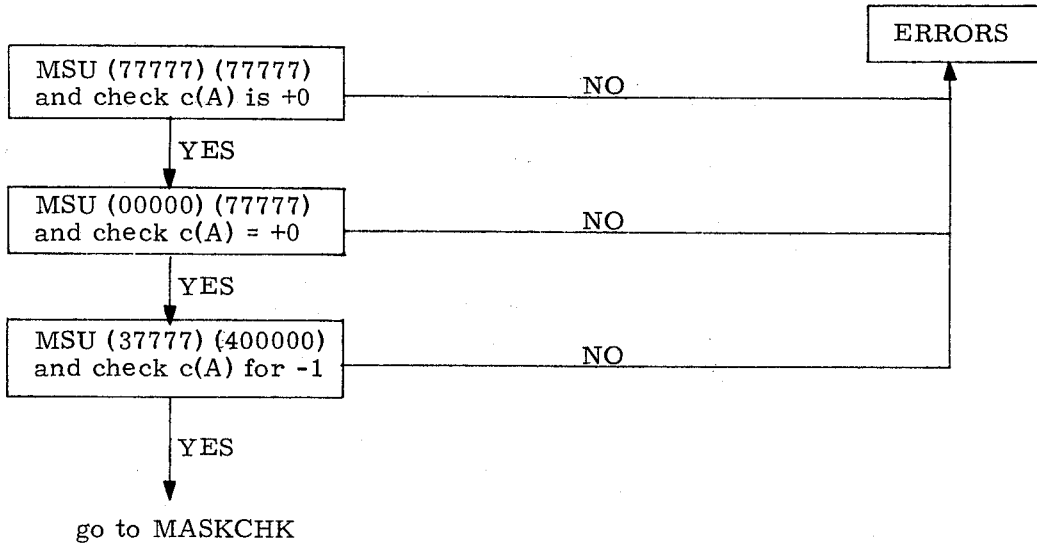 ERRORS
MSU (77777) (77777)
and check c(A) is +0
NO
YES
MSU (00000) (77777)
and check c(A) = +0
NO
YES
MSU (37777) (400000)
and check c(A) for -1
NO
YES
go to MASKCHK